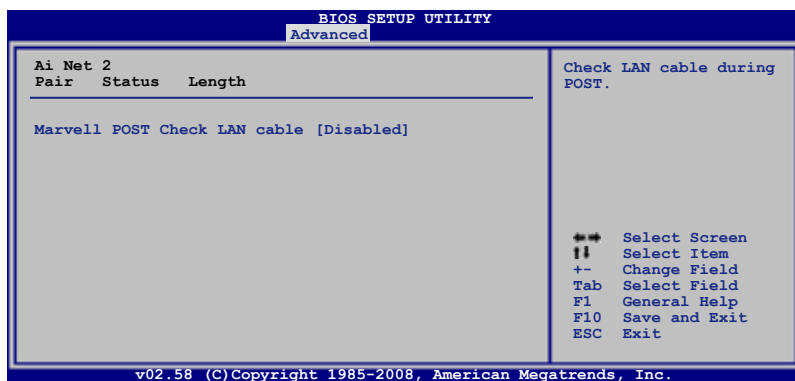 BIOS SETUP UTILITY
Advanced
Ai Net 2
Pair Status Length
Marvell POST Check LAN cable [Disabled]
Check LAN cable during
POST.
Select Screen
Select Item
+- Change Field
Tab Select Field
F1 General Help
F10 Save and Exit
ESC Exit
v02.58 (C)Copyright 1985-2008, American Megatrends, Inc.